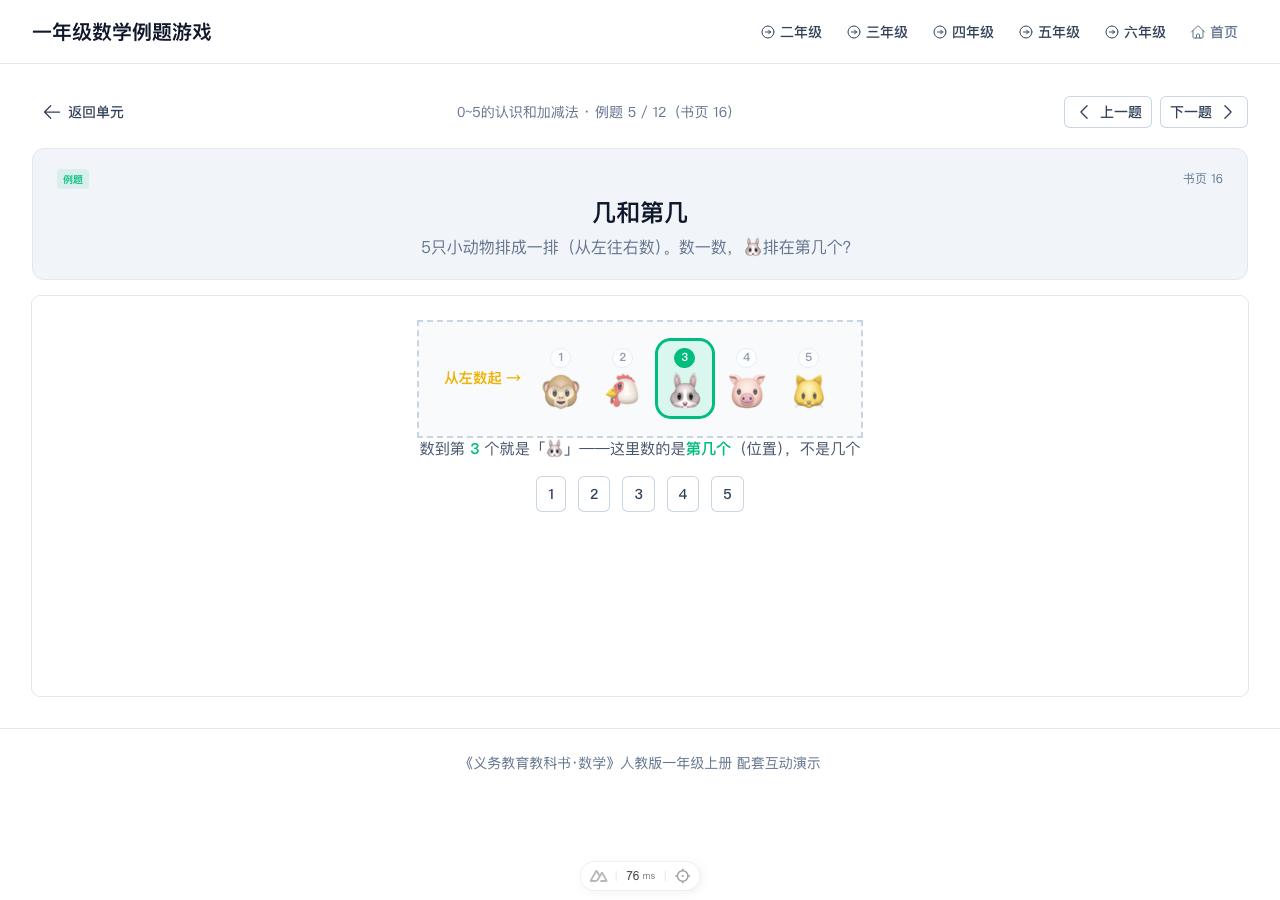 一年级数学例题游戏
二年级 三年级 四年级 五年级 六年级 首页
返回单元
0~5的认识和加减法 · 例题 5 / 12（书页 16）
上一题 下一题
例题
书页 16
几和第几
5只小动物排成一排（从左往右数）。数一数，🐰排在第几个？
从左数起 →
1 2 3 4 5
数到第 3 个就是「🐰」——这里数的是第几个（位置），不是几个
1 2 3 4 5
《义务教育教科书·数学》人教版一年级上册 配套互动演示
76 ms